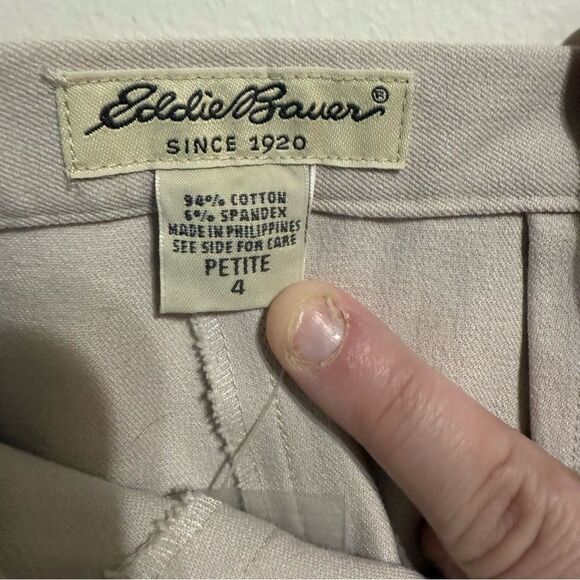 Eddie Bauer®
SINCE 1920
94% COTTON
6% SPANDEX
MADE IN PHILIPPINES
SEE SIDE FOR CARE
PETITE
4